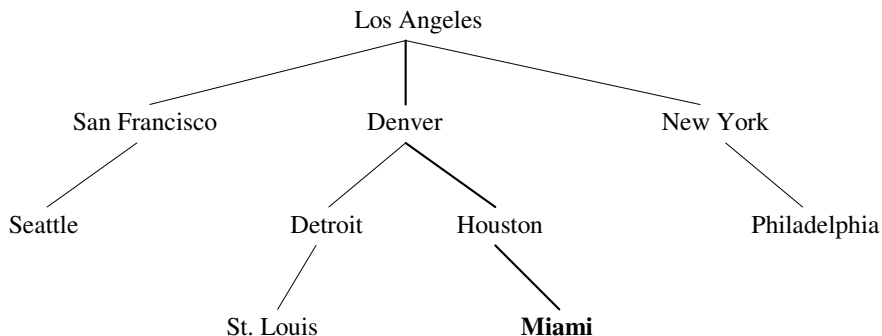 Los Angeles
San Francisco Denver New York
Seattle Detroit Houston Philadelphia
St. Louis Miami